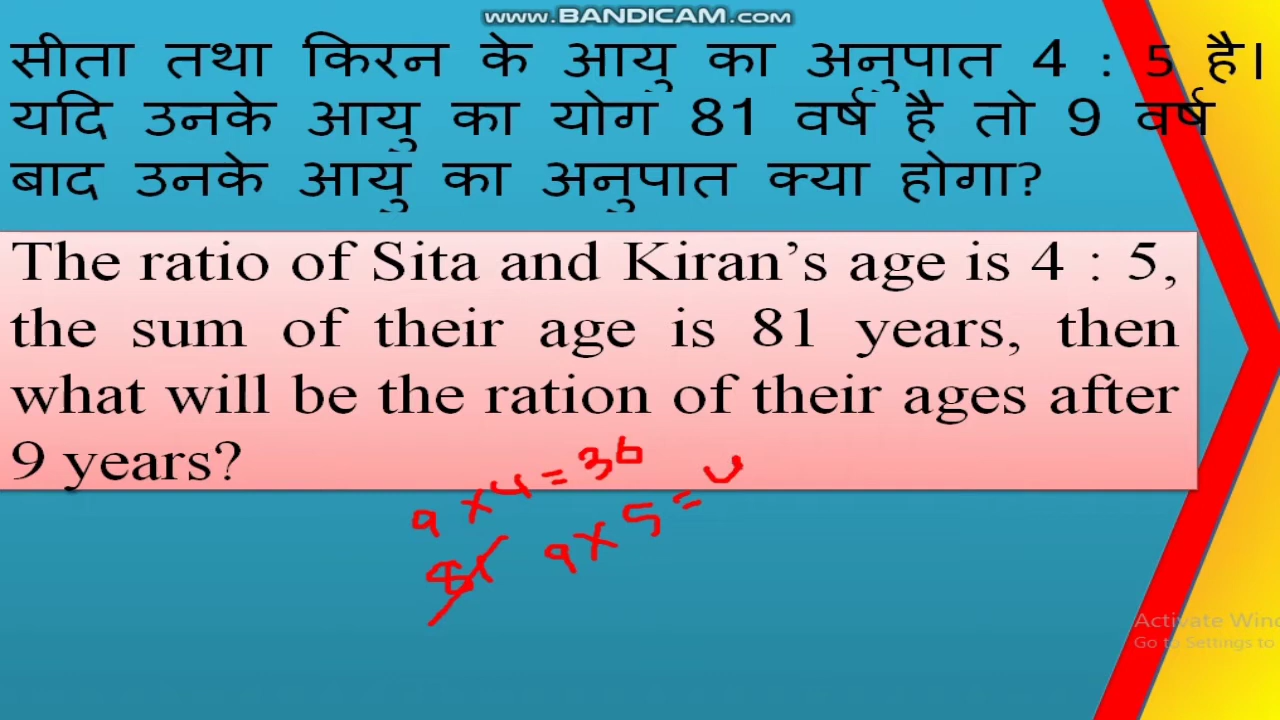 www.BANDICAM.com
सीता तथा किरन के आयु का अनुपात 4 : 5 है।
यदि उनके आयु का योग 81 वर्ष है तो 9 वर्ष
बाद उनके आयु का अनुपात क्या होगा?
The ratio of Sita and Kiran’s age is 4 : 5,
the sum of their age is 81 years, then
what will be the ration of their ages after
9 years?
9 × 4 = 36
81 9 × 5 =
Activate Wind
Go to Settings to